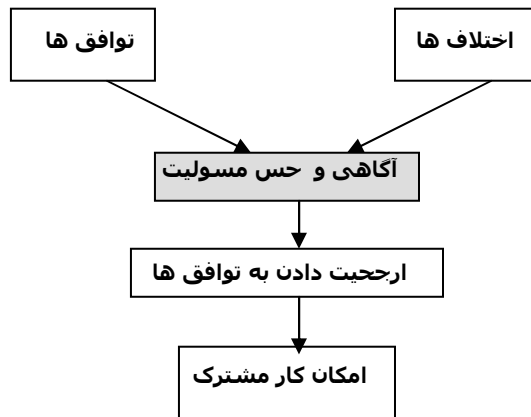 اختلاف ها
توافق ها
آگاهی و حس مسولیت
ارجحیت دادن به توافق ها
امکان کار مشترک